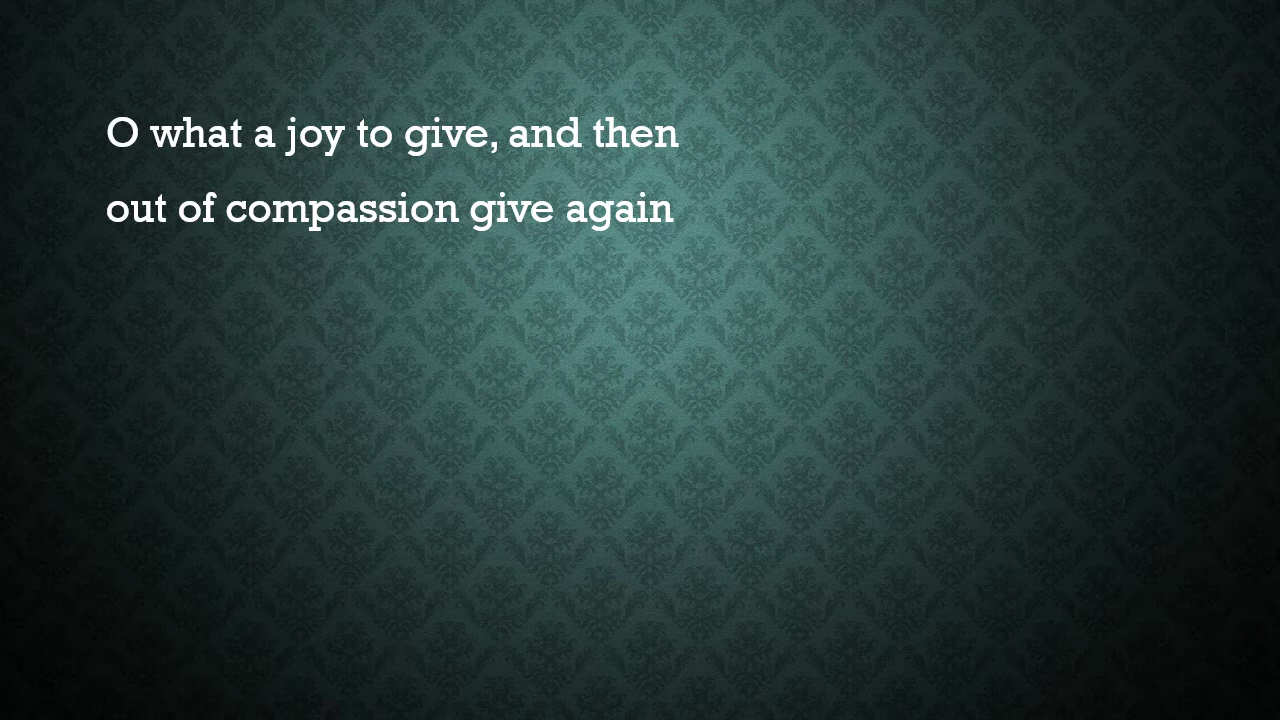 O what a joy to give, and then
out of compassion give again